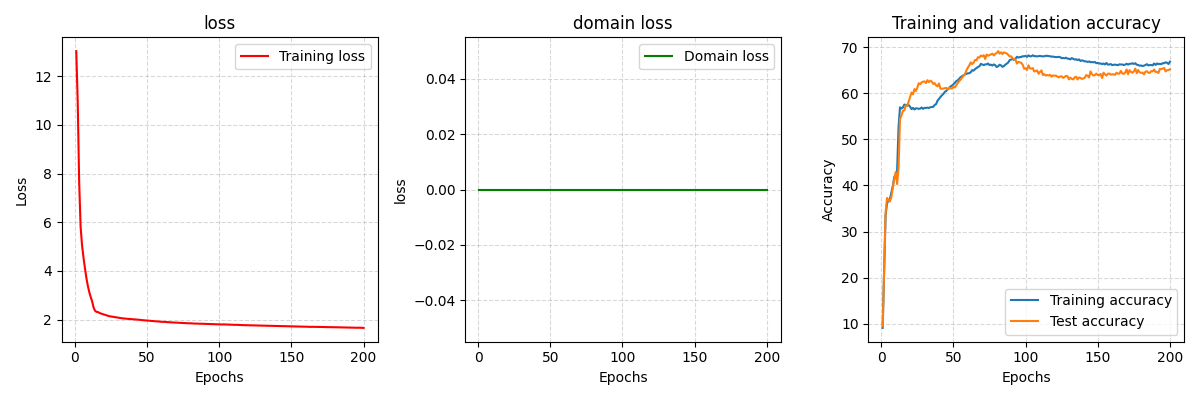 loss
Training loss
Loss
12
10
8
6
4
2
0 50 100 150 200
Epochs
domain loss
Domain loss
loss
0.04
0.02
0.00
−0.02
−0.04
0 50 100 150 200
Epochs
Training and validation accuracy
Accuracy
70
60
50
40
30
20
10
Training accuracy
Test accuracy
0 50 100 150 200
Epochs